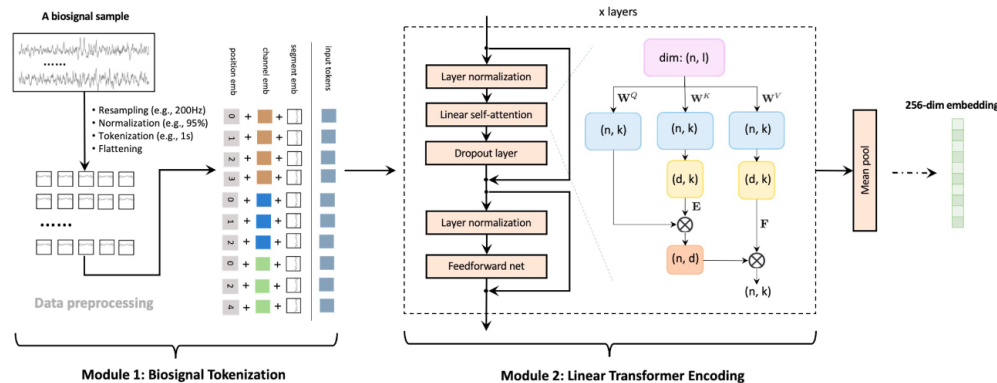 A biosignal sample
......
• Resampling (e.g., 200Hz)
• Normalization (e.g., 95%)
• Tokenization (e.g., 1s)
• Flattening
......
Data preprocessing
position emb
channel emb
segment emb
input tokens
0 + + 
1 + + 
2 + + 
3 + + 
0 + + 
1 + + 
2 + + 
0 + + 
2 + + 
4 + + 
Module 1: Biosignal Tokenization
x layers
Layer normalization
Linear self-attention
Dropout layer
Layer normalization
Feedforward net
dim: (n, l)
W^Q W^K W^V
(n, k) (n, k) (n, k)
(d, k) (d, k)
E F
(n, d)
(n, k)
Module 2: Linear Transformer Encoding
Mean pool
256-dim embedding